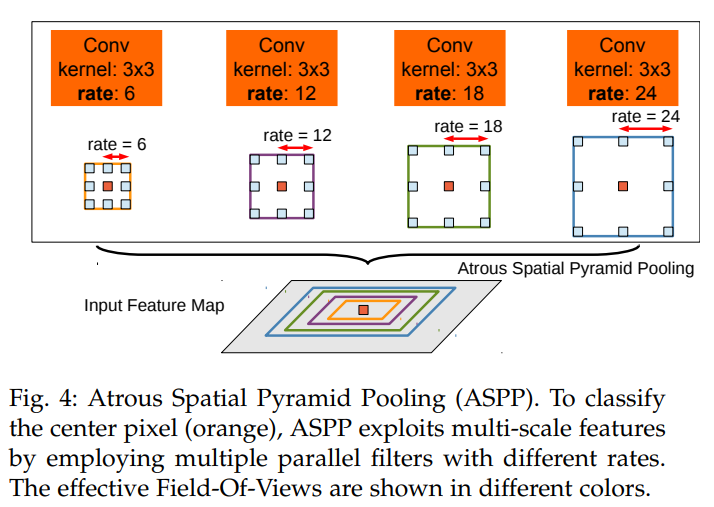 Conv
kernel: 3x3
rate: 6
Conv
kernel: 3x3
rate: 12
Conv
kernel: 3x3
rate: 18
Conv
kernel: 3x3
rate: 24
rate = 6
rate = 12
rate = 18
rate = 24
Atrous Spatial Pyramid Pooling
Input Feature Map
Fig. 4: Atrous Spatial Pyramid Pooling (ASPP). To classify
the center pixel (orange), ASPP exploits multi-scale features
by employing multiple parallel filters with different rates.
The effective Field-Of-Views are shown in different colors.